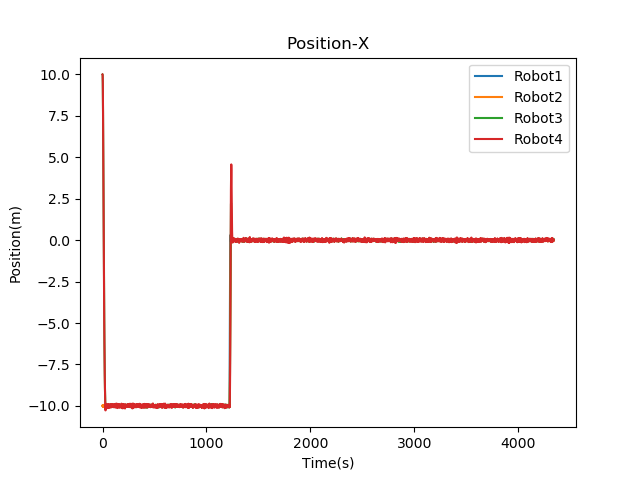 Position-X
10.0
7.5
5.0
2.5
0.0
−2.5
−5.0
−7.5
−10.0
Position(m)
0
1000
2000
3000
4000
Time(s)
Robot1
Robot2
Robot3
Robot4